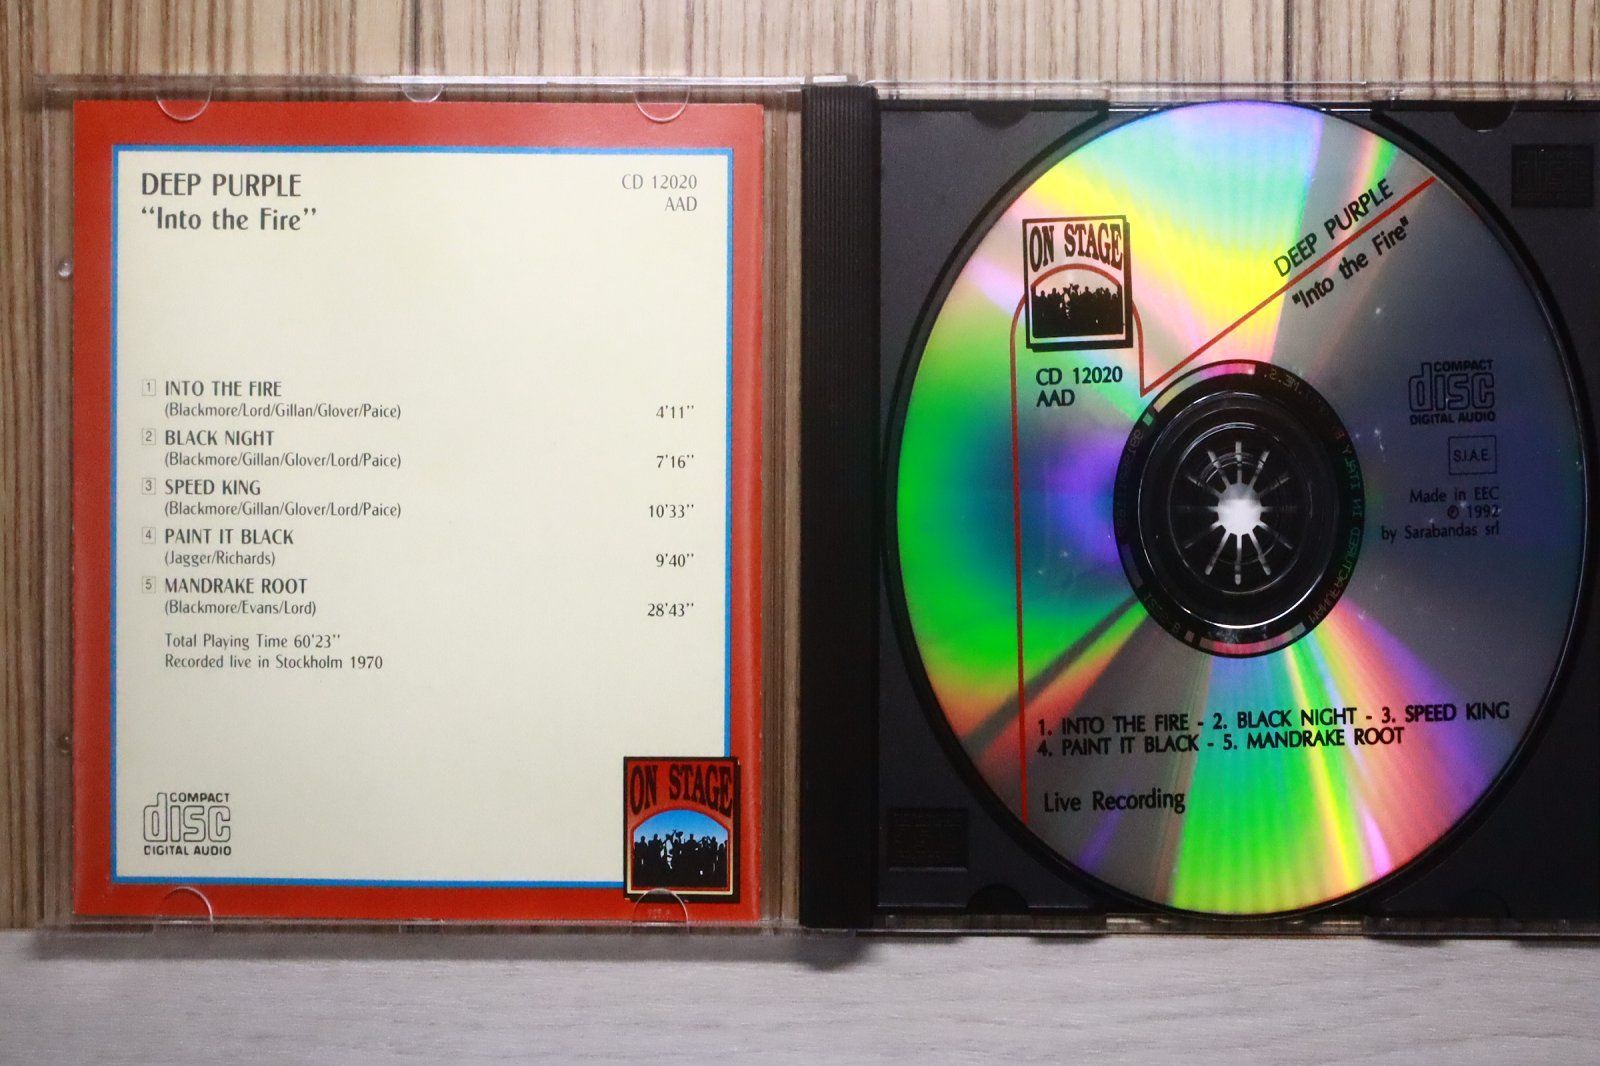 DEEP PURPLE
“Into the Fire”
CD 12020
AAD
1 INTO THE FIRE
(Blackmore/Lord/Gillan/Glover/Paice) 4'11''
2 BLACK NIGHT
(Blackmore/Gillan/Glover/Lord/Paice) 7'16''
3 SPEED KING
(Blackmore/Gillan/Glover/Lord/Paice) 10'33''
4 PAINT IT BLACK
(Jagger/Richards) 9'40''
5 MANDRAKE ROOT
(Blackmore/Evans/Lord) 28'43''
Total Playing Time 60'23''
Recorded live in Stockholm 1970
COMPACT
disc
DIGITAL AUDIO
ON STAGE
ON STAGE
CD 12020
AAD
DEEP PURPLE
"Into the Fire"
COMPACT
disc
DIGITAL AUDIO
S.I.A.E.
Made in EEC
℗ 1992
by Sarabandas srl
1. INTO THE FIRE - 2. BLACK NIGHT - 3. SPEED KING
4. PAINT IT BLACK - 5. MANDRAKE ROOT
Live Recording